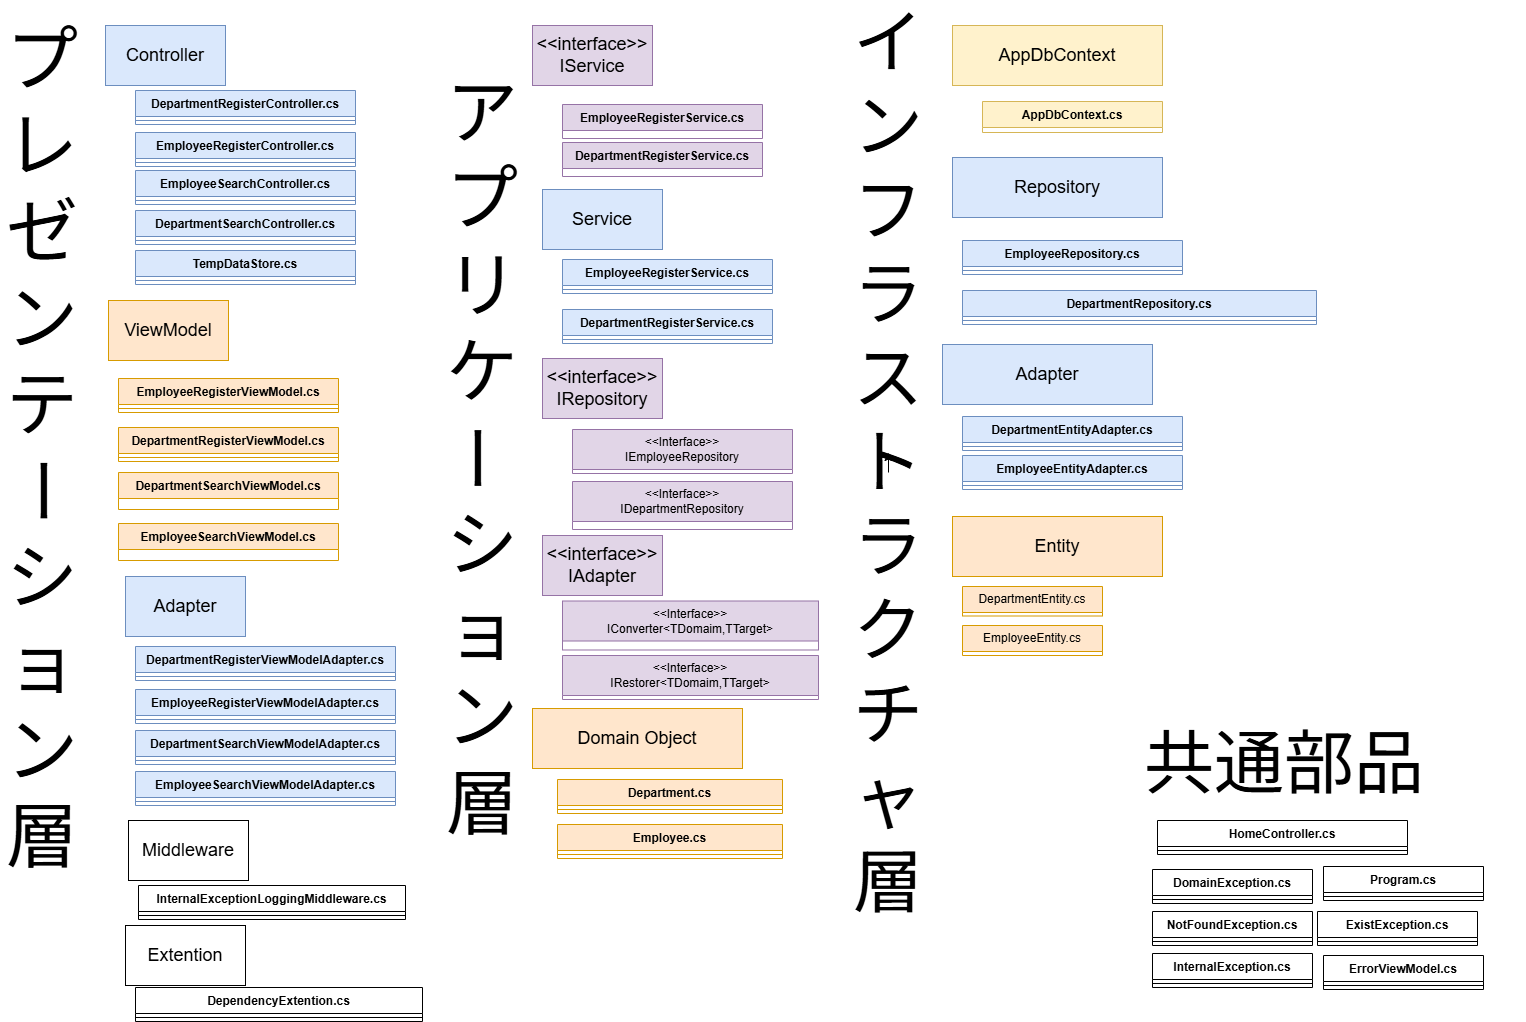 プレゼンテーション層
Controller
DepartmentRegisterController.cs
EmployeeRegisterController.cs
EmployeeSearchController.cs
DepartmentSearchController.cs
TempDataStore.cs
ViewModel
EmployeeRegisterViewModel.cs
DepartmentRegisterViewModel.cs
DepartmentSearchViewModel.cs
EmployeeSearchViewModel.cs
Adapter
DepartmentRegisterViewModelAdapter.cs
EmployeeRegisterViewModelAdapter.cs
DepartmentSearchViewModelAdapter.cs
EmployeeSearchViewModelAdapter.cs
Middleware
InternalExceptionLoggingMiddleware.cs
Extention
DependencyExtention.cs
アプリケーション層
<<interface>>
IService
EmployeeRegisterService.cs
DepartmentRegisterService.cs
Service
EmployeeRegisterService.cs
DepartmentRegisterService.cs
<<interface>>
IRepository
<<Interface>>
IEmployeeRepository
<<Interface>>
IDepartmentRepository
<<interface>>
IAdapter
<<Interface>>
IConverter<TDomaim,TTarget>
<<Interface>>
IRestorer<TDomaim,TTarget>
Domain Object
Department.cs
Employee.cs
インフラストラクチャ層
AppDbContext
AppDbContext.cs
Repository
EmployeeRepository.cs
DepartmentRepository.cs
Adapter
DepartmentEntityAdapter.cs
EmployeeEntityAdapter.cs
Entity
DepartmentEntity.cs
EmployeeEntity.cs
共通部品
HomeController.cs
DomainException.cs
Program.cs
NotFoundException.cs
ExistException.cs
InternalException.cs
ErrorViewModel.cs